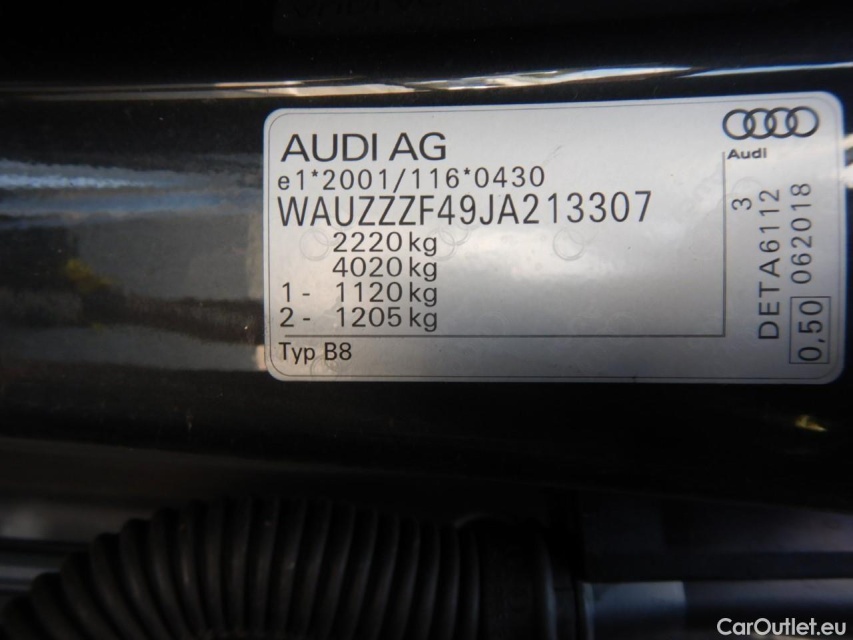 AUDI AG
e1*2001/116*0430
WAUZZZF49JA213307
2220 kg
4020 kg
1 - 1120 kg
2 - 1205 kg
Typ B8
Audi
3
DETA6112
0,50 062018
CarOutlet.eu